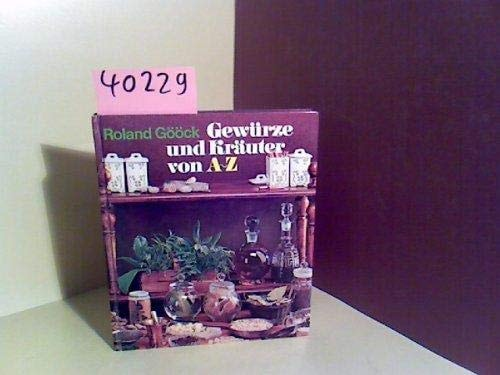 40229
Roland Gööck Gewürze
und Kräuter
von A-Z